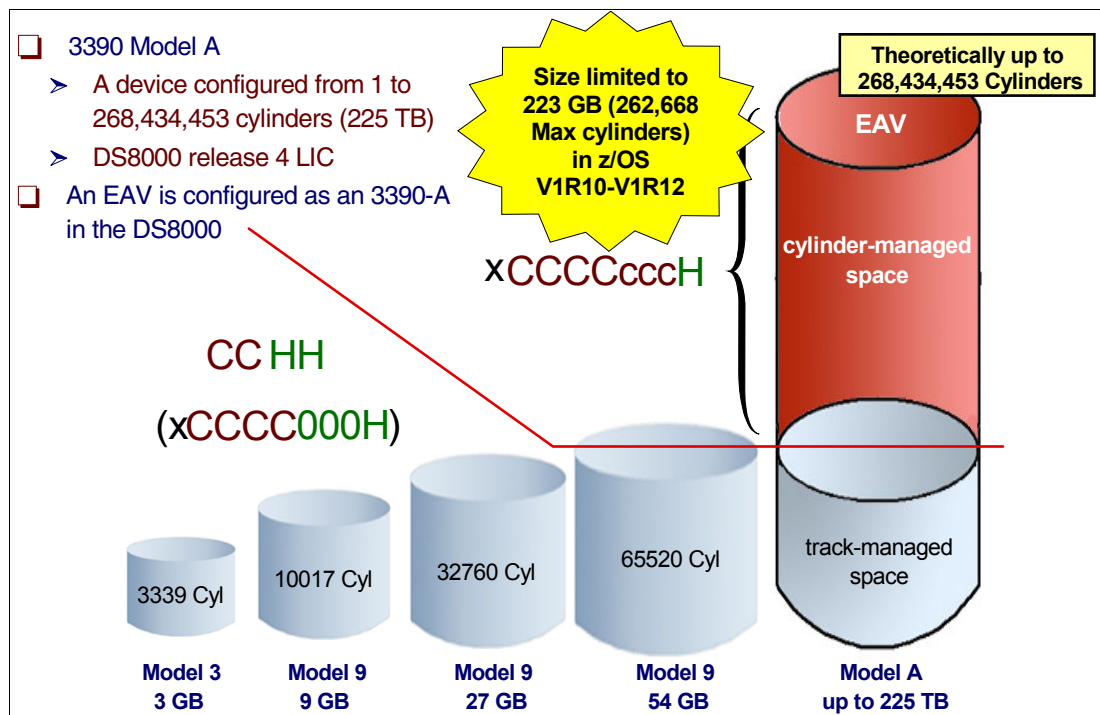 3390 Model A
A device configured from 1 to
268,434,453 cylinders (225 TB)
DS8000 release 4 LIC
An EAV is configured as an 3390-A
in the DS8000
Size limited to
223 GB (262,668
Max cylinders)
in z/OS
V1R10-V1R12
Theoretically up to
268,434,453 Cylinders
EAV
cylinder-managed
space
xCCCCcccH
CC HH
(xCCCC000H)
3339 Cyl
10017 Cyl
32760 Cyl
65520 Cyl
track-managed
space
Model 3
3 GB
Model 9
9 GB
Model 9
27 GB
Model 9
54 GB
Model A
up to 225 TB